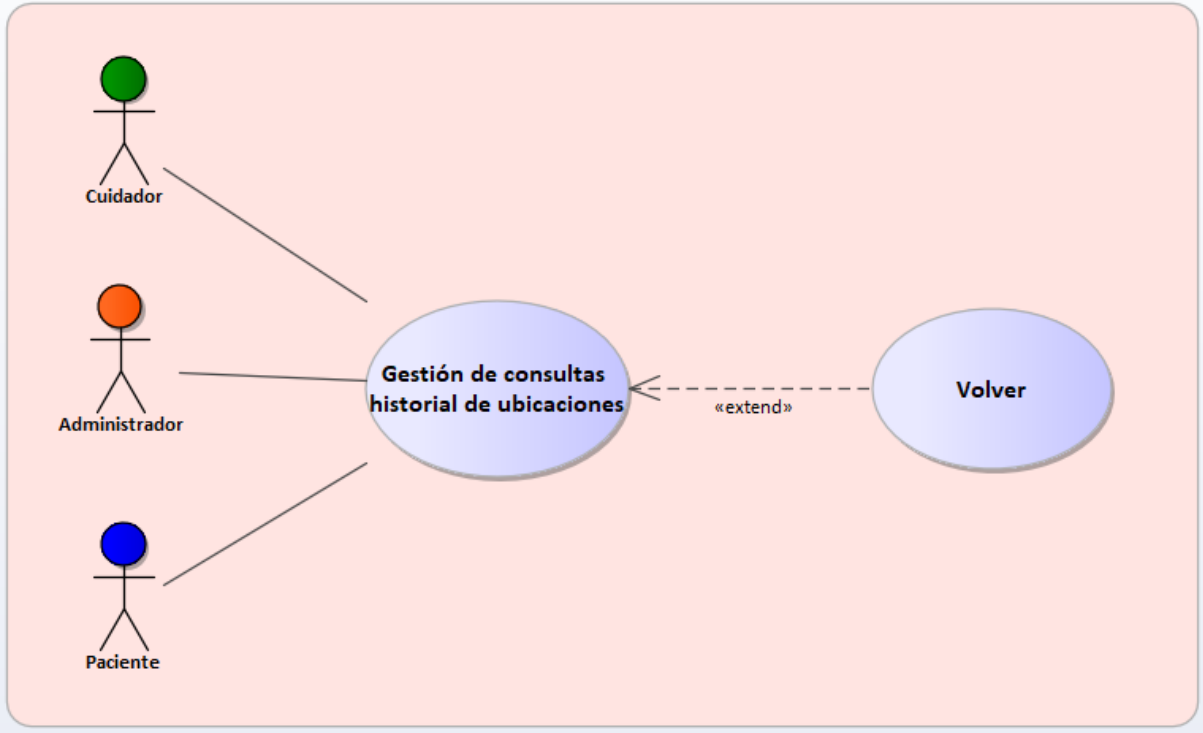 Cuidador
Administrador
Gestión de consultas
historial de ubicaciones
«extend»
Volver
Paciente